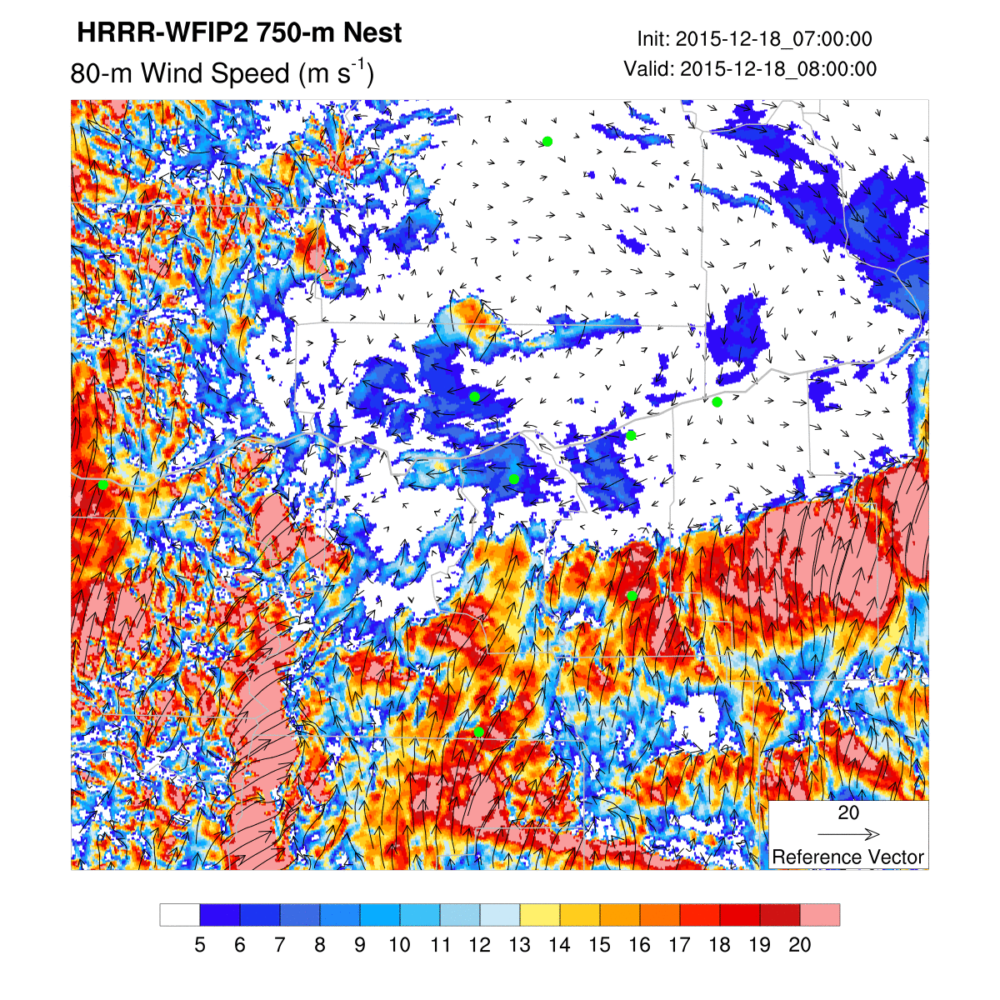 HRRR-WFIP2 750-m Nest
Init: 2015-12-18_07:00:00
80-m Wind Speed (m s-1)
Valid: 2015-12-18_08:00:00
20
Reference Vector
5 6 7 8 9 10 11 12 13 14 15 16 17 18 19 20